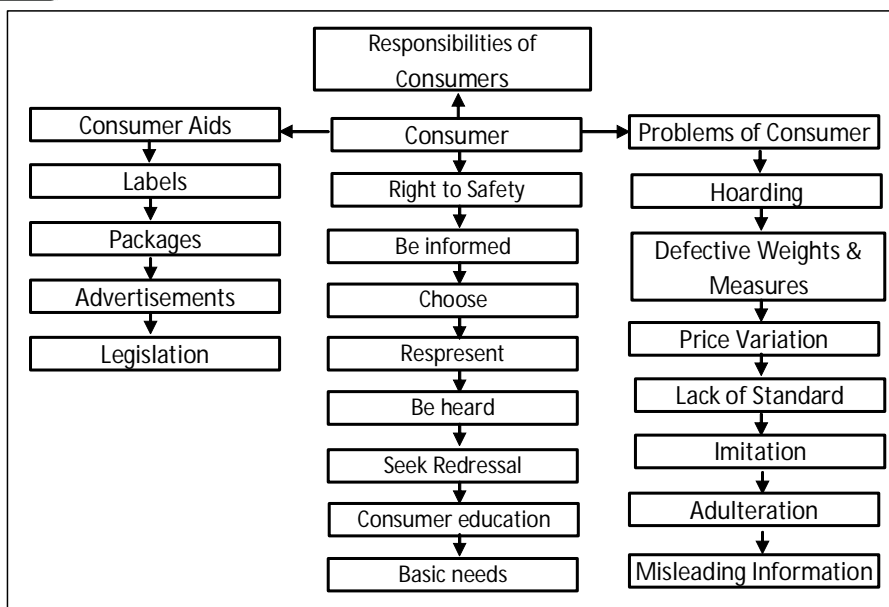 Responsibilities of
Consumers
Consumer Aids
Consumer
Problems of Consumer
Labels
Packages
Advertisements
Legislation
Right to Safety
Be informed
Choose
Respresent
Be heard
Seek Redressal
Consumer education
Basic needs
Hoarding
Defective Weights &
Measures
Price Variation
Lack of Standard
Imitation
Adulteration
Misleading Information